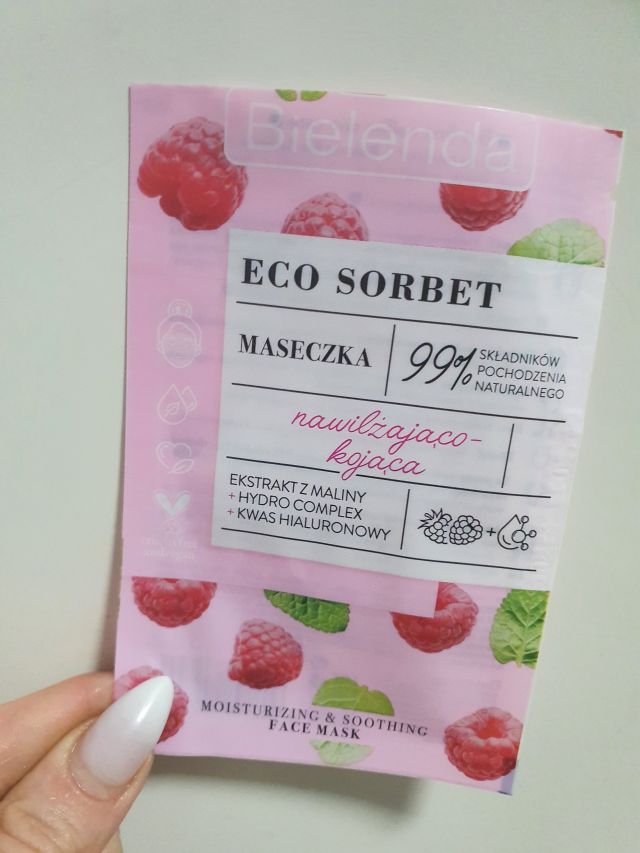 Bielenda
ECO SORBET
MASECZKA
99%
SKŁADNIKÓW
POCHODZENIA
NATURALNEGO
nawilżająco-
kojąca
EKSTRAKT Z MALINY
+ HYDRO COMPLEX
+ KWAS HIALURONOWY
+
MOISTURIZING & SOOTHING
FACE MASK